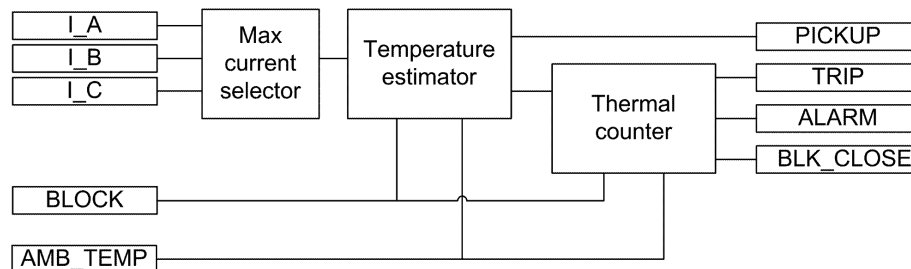 I_A
I_B
I_C
Max
current
selector
Temperature
estimator
Thermal
counter
PICKUP
TRIP
ALARM
BLK_CLOSE
BLOCK
AMB_TEMP